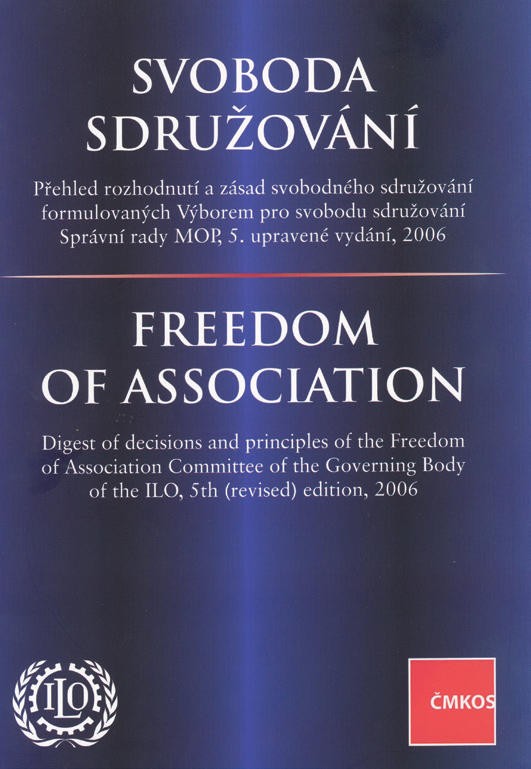 SVOBODA
SDRUŽOVÁNÍ
Přehled rozhodnutí a zásad svobodného sdružování
formulovaných Výborem pro svobodu sdružování
Správní rady MOP, 5. upravené vydání, 2006
FREEDOM
OF ASSOCIATION
Digest of decisions and principles of the Freedom
of Association Committee of the Governing Body
of the ILO, 5th (revised) edition, 2006
ILO
ČMKOS